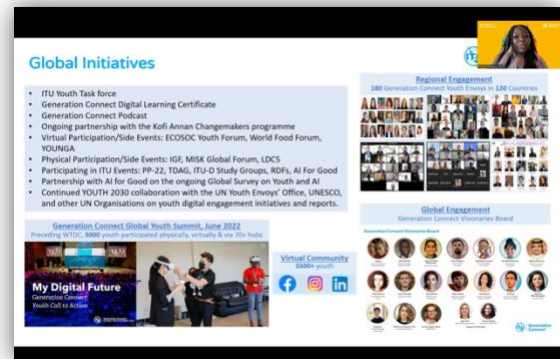 Global Initiatives
• ITU Youth Task force
• Generation Connect Digital Learning Certificate
• Generation Connect Podcast
• Ongoing partnership with the Kofi Annan Changemakers programme
• Virtual Participation/Side Events: ECOSOC Youth Forum, World Food Forum,
YOUNGA
• Physical Participation/Side Events: IGF, MISK Global Forum, LDC5
• Participating in ITU Events: PP-22, TDAG, ITU-D Study Groups, RDFs, AI For Good
• Partnership with AI for Good on the ongoing Global Survey on Youth and AI
• Continued YOUTH 2030 collaboration with the UN Youth Envoys' Office, UNESCO,
and other UN Organisations on youth digital engagement initiatives and reports.
Generation Connect Global Youth Summit, June 2022
Preceding WTDC, 5000 youth participated physically, virtually & via 70+ hubs
My Digital Future
Generation Connect
Youth Call to Action
Virtual Community
3500+ youth
Regional Engagement
180 Generation Connect Youth Envoys in 120 Countries
Global Engagement
Generation Connect Visionaries Board
Generation Connect Visionaries Board
Generation
Connect